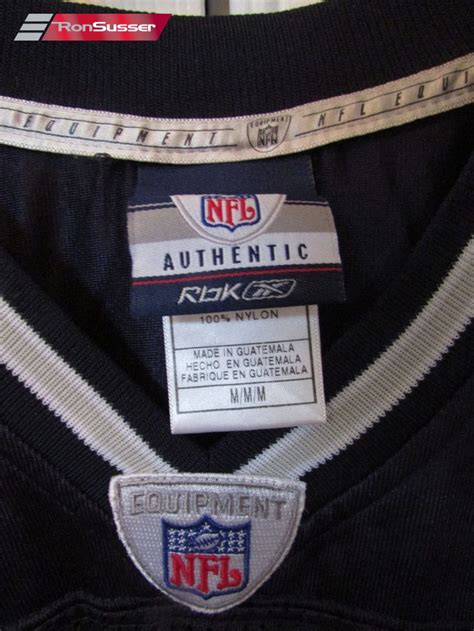 RonSusser
EQUIPMENT NFL EQUI
NFL
NFL
AUTHENTIC
Rbk
100% NYLON
MADE IN GUATEMALA
HECHO EN GUATEMALA
FABRIQUE EN GUATEMALA
M/M/M
EQUIPMENT
NFL